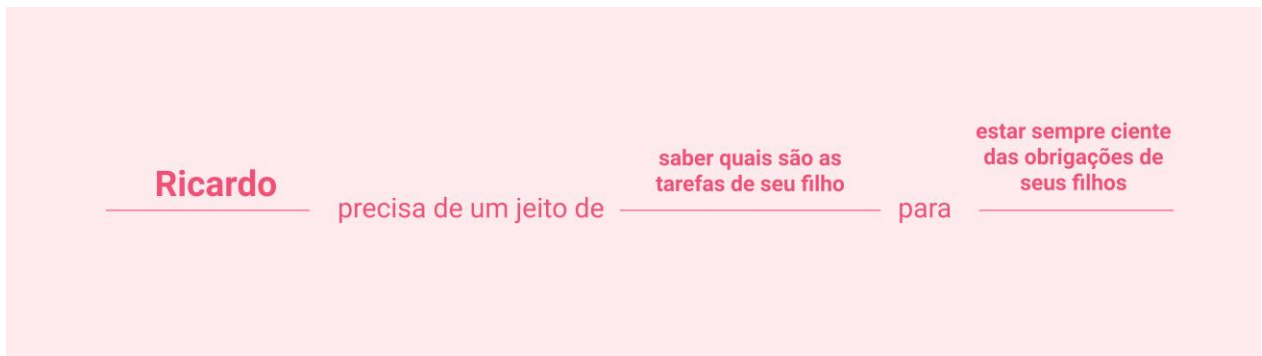 Ricardo
precisa de um jeito de
saber quais são as
tarefas de seu filho
para
estar sempre ciente
das obrigações de
seus filhos